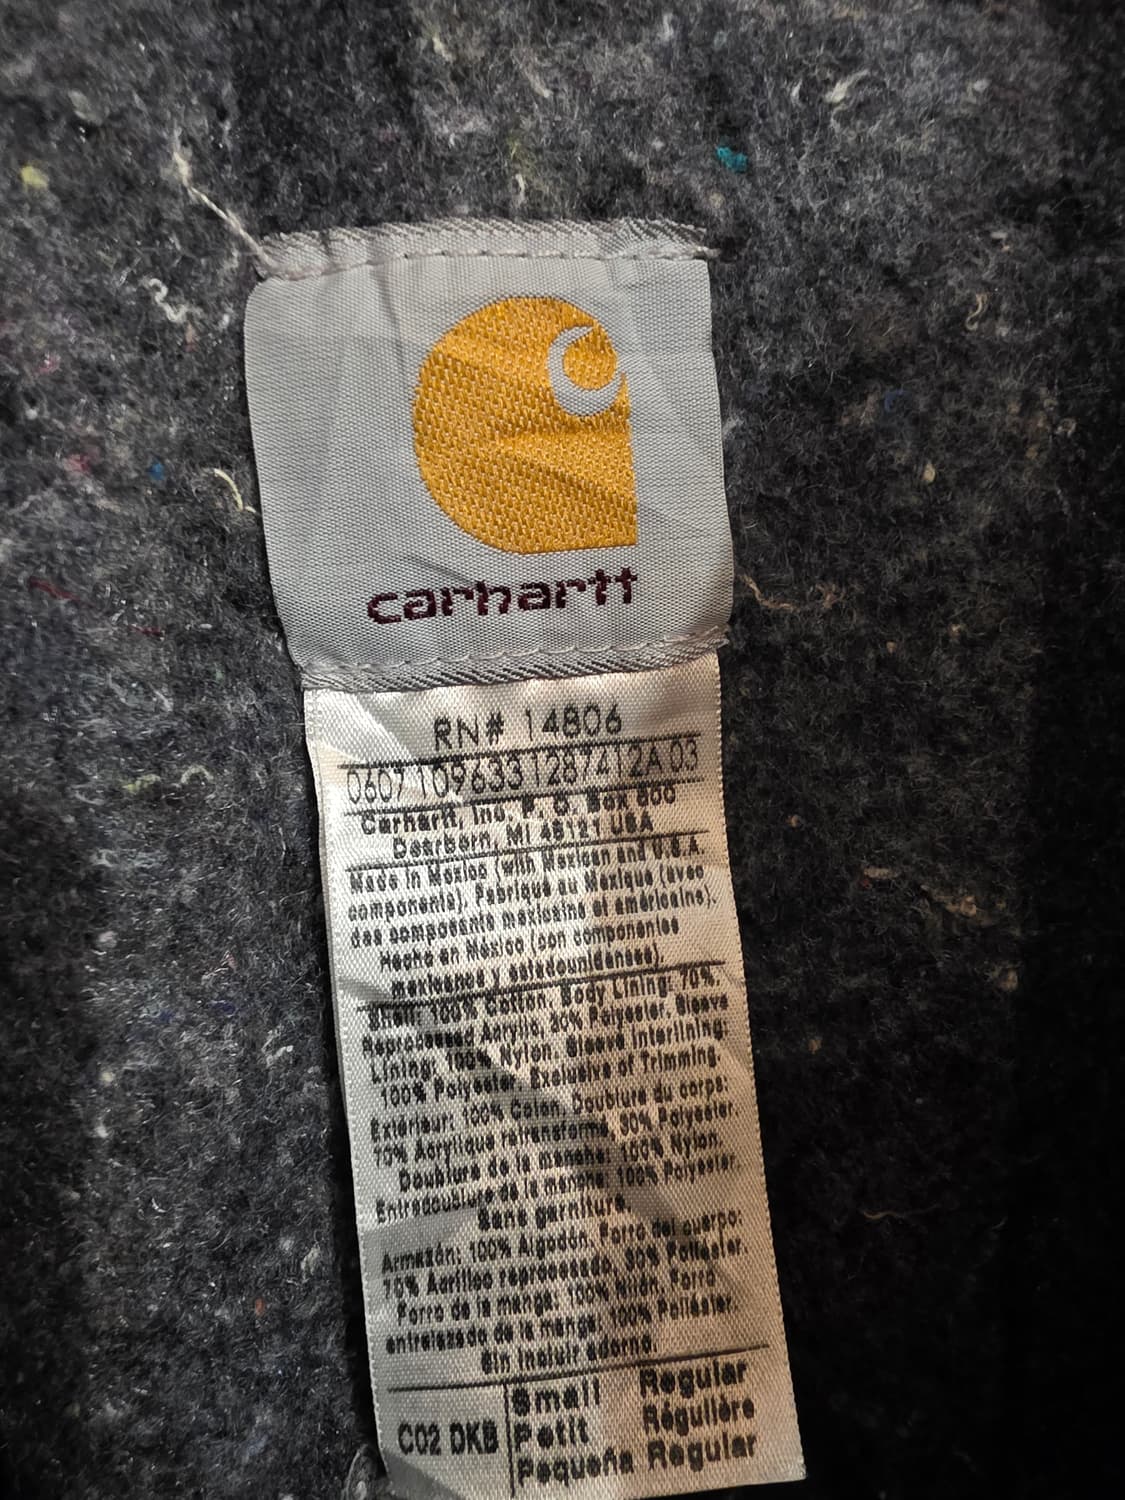 carhartt
RN# 14806
0607 109633 128741 2A 03
Carhartt, Inc. P. O. Box 600
Dearborn, MI 48121 USA
Made in Mexico (with Mexican and U.S.A.
components). Fabriqué au Mexique (avec
des composants mexicains et américains).
Hecho en México (con componentes
mexicanos y estadounidenses).
Shell: 100% Cotton. Body Lining: 70%.
Reprocessed Acrylic, 30% Polyester. Sleeve
Lining: 100% Nylon. Sleeve Interlining:
100% Polyester. Exclusive of Trimming.
Extérieur: 100% Coton. Doublure du corps:
70% Acrylique retransformé, 30% Polyester.
Doublure de la manche: 100% Nylon.
Entredoublure de la manche: 100% Polyester.
Sans garniture.
Armazón: 100% Algodón. Forro del cuerpo:
70% Acrílico reprocesado, 30% Poliéster.
Forro de la manga: 100% Nilón. Forro
entrelazado de la manga: 100% Poliéster.
Sin incluir adorno.
C02 DKB
Small Regular
Petit Régulière
Pequeña Regular